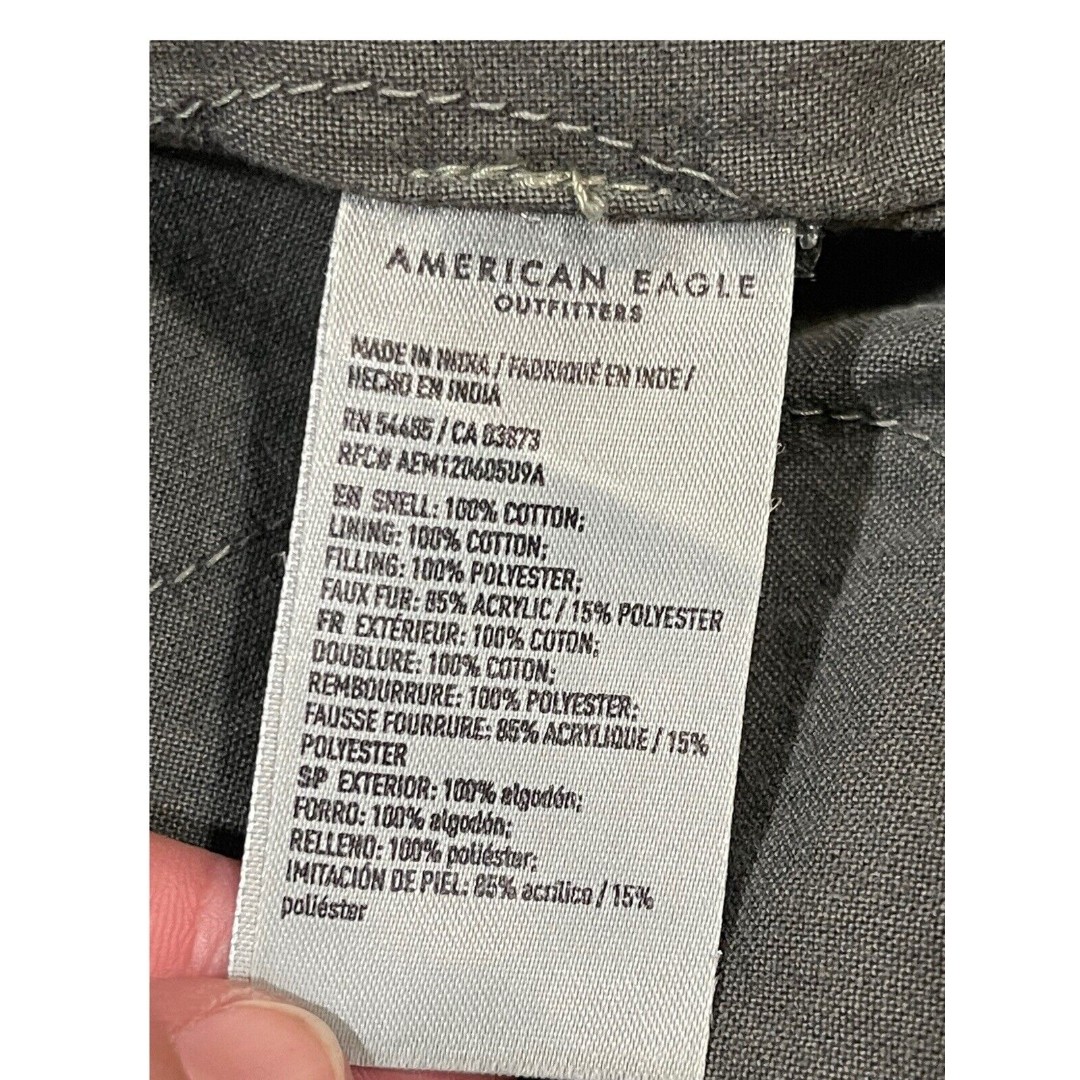 AMERICAN EAGLE
OUTFITTERS
MADE IN INDIA / FABRIQUÉ EN INDE /
HECHO EN INDIA
RN 54485 / CA 03873
RFC# AEM120605U9A
EN SHELL: 100% COTTON;
LINING: 100% COTTON;
FILLING: 100% POLYESTER;
FAUX FUR: 85% ACRYLIC / 15% POLYESTER
FR EXTÉRIEUR: 100% COTON;
DOUBLURE: 100% COTON;
REMBOURRURE: 100% POLYESTER;
FAUSSE FOURRURE: 85% ACRYLIQUE / 15%
POLYESTER
SP EXTERIOR: 100% algodón;
FORRO: 100% algodón;
RELLENO: 100% poliéster;
IMITACIÓN DE PIEL: 85% acrílico / 15%
poliéster